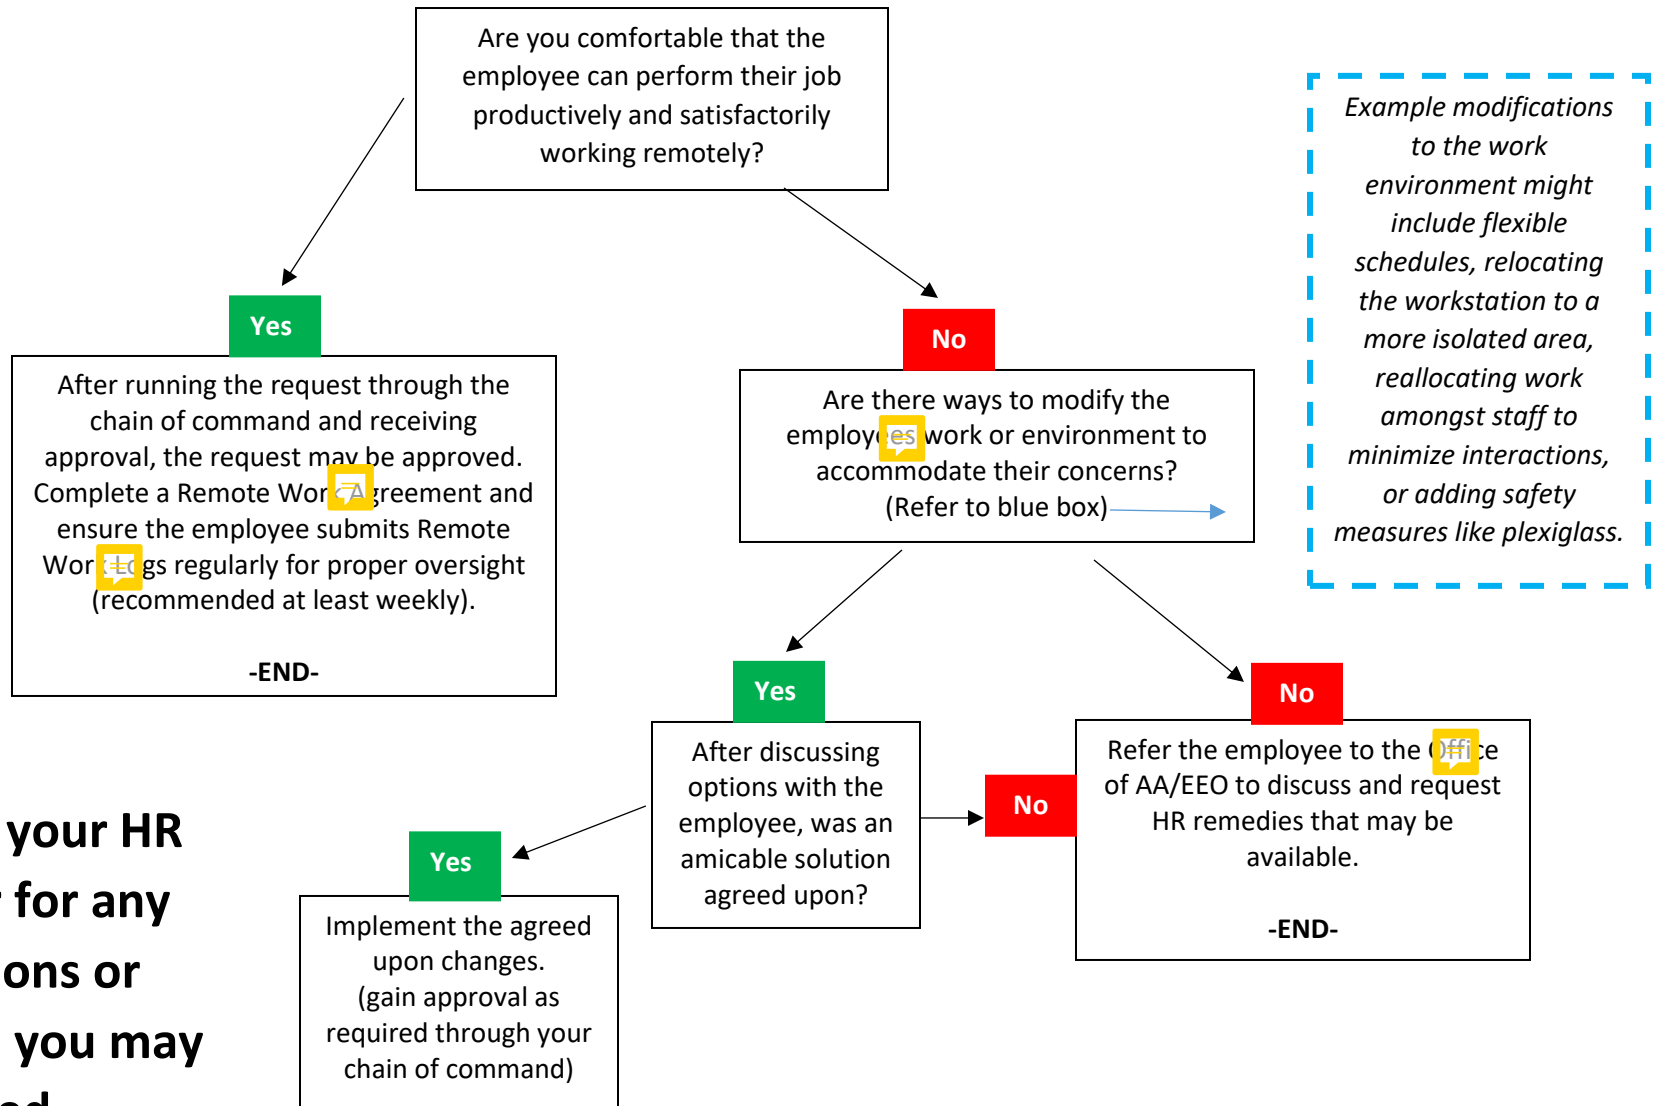 Are you comfortable that the
employee can perform their job
productively and satisfactorily
working remotely?
Example modifications
to the work
environment might
include flexible
schedules, relocating
the workstation to a
more isolated area,
reallocating work
amongst staff to
minimize interactions,
or adding safety
measures like plexiglass.
Yes
After running the request through the
chain of command and receiving
approval, the request may be approved.
Complete a Remote Work Agreement and
ensure the employee submits Remote
Work Logs regularly for proper oversight
(recommended at least weekly).
-END-
No
Are there ways to modify the
employees work or environment to
accommodate their concerns?
(Refer to blue box)
Yes
After discussing
options with the
employee, was an
amicable solution
agreed upon?
No
No
Refer the employee to the Office
of AA/EEO to discuss and request
HR remedies that may be
available.
-END-
Yes
Implement the agreed
upon changes.
(gain approval as
required through your
chain of command)
your HR
for any
ons or
you may